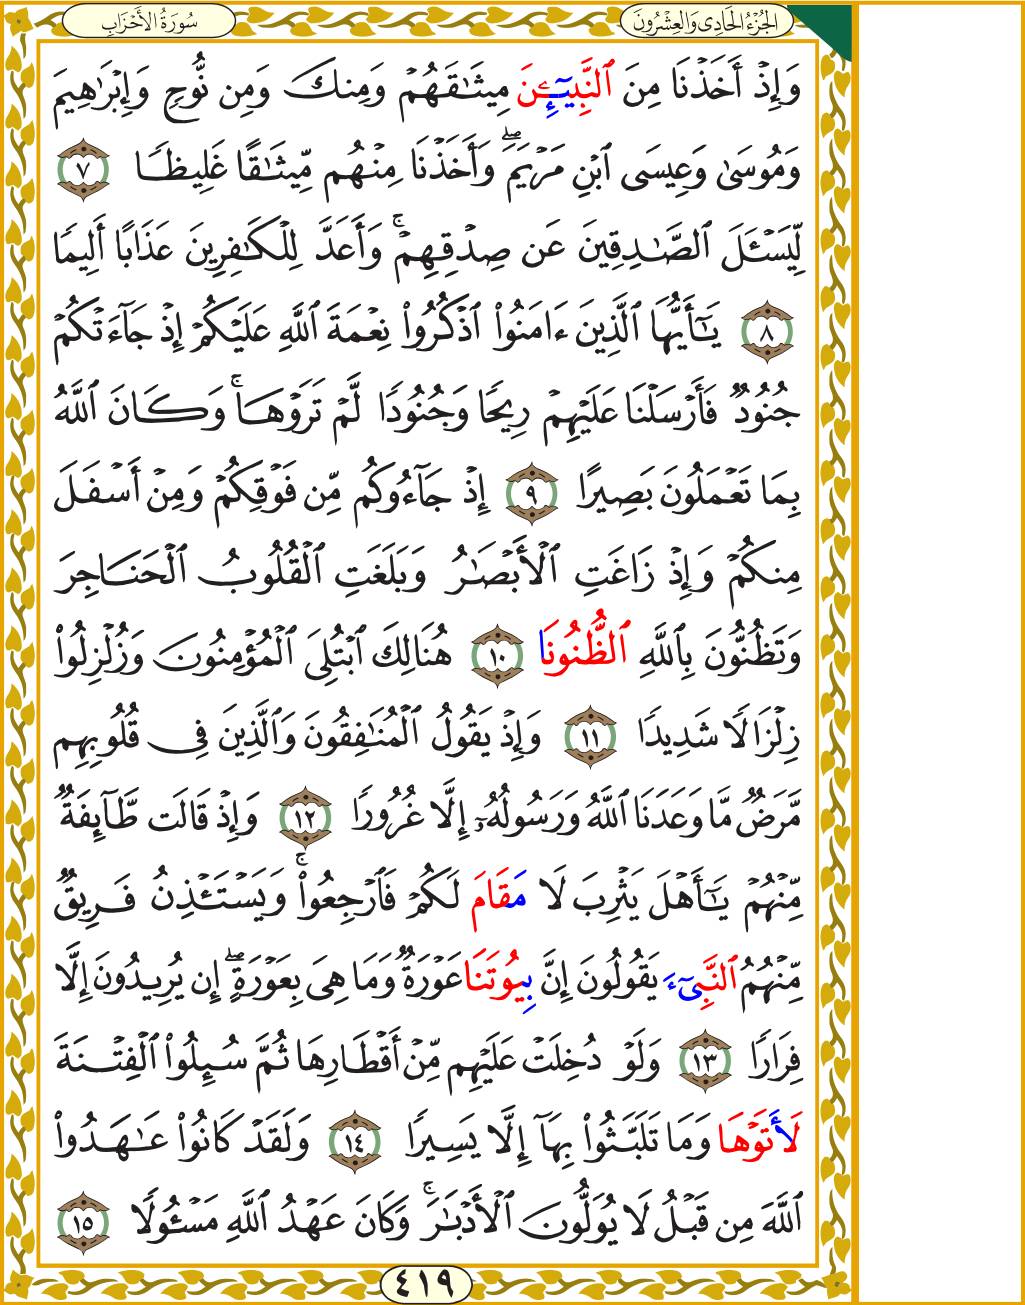 الجُزْءُ الحَادِي وَالعِشْرُونَ
سُورَةُ الأَحْزَابِ
وَإِذْ أَخَذْنَا مِنَ ٱلنَّبِيٓـِٕنَ مِيثَٰقَهُمْ وَمِنكَ وَمِن نُّوحٍ وَإِبْرَٰهِيمَ
وَمُوسَىٰ وَعِيسَى ٱبْنِ مَرْيَمَ ۖ وَأَخَذْنَا مِنْهُم مِّيثَٰقًا غَلِيظًا ٧
لِّيَسْـَٔلَ ٱلصَّٰدِقِينَ عَن صِدْقِهِمْ ۚ وَأَعَدَّ لِلْكَٰفِرِينَ عَذَابًا أَلِيمًا
٨ يَٰٓأَيُّهَا ٱلَّذِينَ ءَامَنُوا۟ ٱذْكُرُوا۟ نِعْمَةَ ٱللَّهِ عَلَيْكُمْ إِذْ جَآءَتْكُمْ
جُنُودٌ فَأَرْسَلْنَا عَلَيْهِمْ رِيحًا وَجُنُودًا لَّمْ تَرَوْهَا ۚ وَكَانَ ٱللَّهُ
بِمَا تَعْمَلُونَ بَصِيرًا ٩ إِذْ جَآءُوكُم مِّن فَوْقِكُمْ وَمِنْ أَسْفَلَ
مِنكُمْ وَإِذْ زَاغَتِ ٱلْأَبْصَٰرُ وَبَلَغَتِ ٱلْقُلُوبُ ٱلْحَنَاجِرَ
وَتَظُنُّونَ بِٱللَّهِ ٱلظُّنُونَا ١٠ هُنَالِكَ ٱبْتُلِىَ ٱلْمُؤْمِنُونَ وَزُلْزِلُوا۟
زِلْزَالًا شَدِيدًا ١١ وَإِذْ يَقُولُ ٱلْمُنَٰفِقُونَ وَٱلَّذِينَ فِى قُلُوبِهِم
مَّرَضٌ مَّا وَعَدَنَا ٱللَّهُ وَرَسُولُهُۥٓ إِلَّا غُرُورًا ١٢ وَإِذْ قَالَت طَّآئِفَةٌ
مِّنْهُمْ يَٰٓأَهْلَ يَثْرِبَ لَا مَقَامَ لَكُمْ فَٱرْجِعُوا۟ ۚ وَيَسْتَـْٔذِنُ فَرِيقٌ
مِّنْهُمُ ٱلنَّبِىٓءَ يَقُولُونَ إِنَّ بِيُوتَنَا عَوْرَةٌ وَمَا هِىَ بِعَوْرَةٍ ۖ إِن يُرِيدُونَ إِلَّا
فِرَارًا ١٣ وَلَوْ دُخِلَتْ عَلَيْهِم مِّنْ أَقْطَارِهَا ثُمَّ سُئِلُوا۟ ٱلْفِتْنَةَ
لَأَتَوْهَا وَمَا تَلَبَّثُوا۟ بِهَآ إِلَّا يَسِيرًا ١٤ وَلَقَدْ كَانُوا۟ عَٰهَدُوا۟
ٱللَّهَ مِن قَبْلُ لَا يُوَلُّونَ ٱلْأَدْبَٰرَ ۚ وَكَانَ عَهْدُ ٱللَّهِ مَسْـُٔولًا ١٥
٤١٩